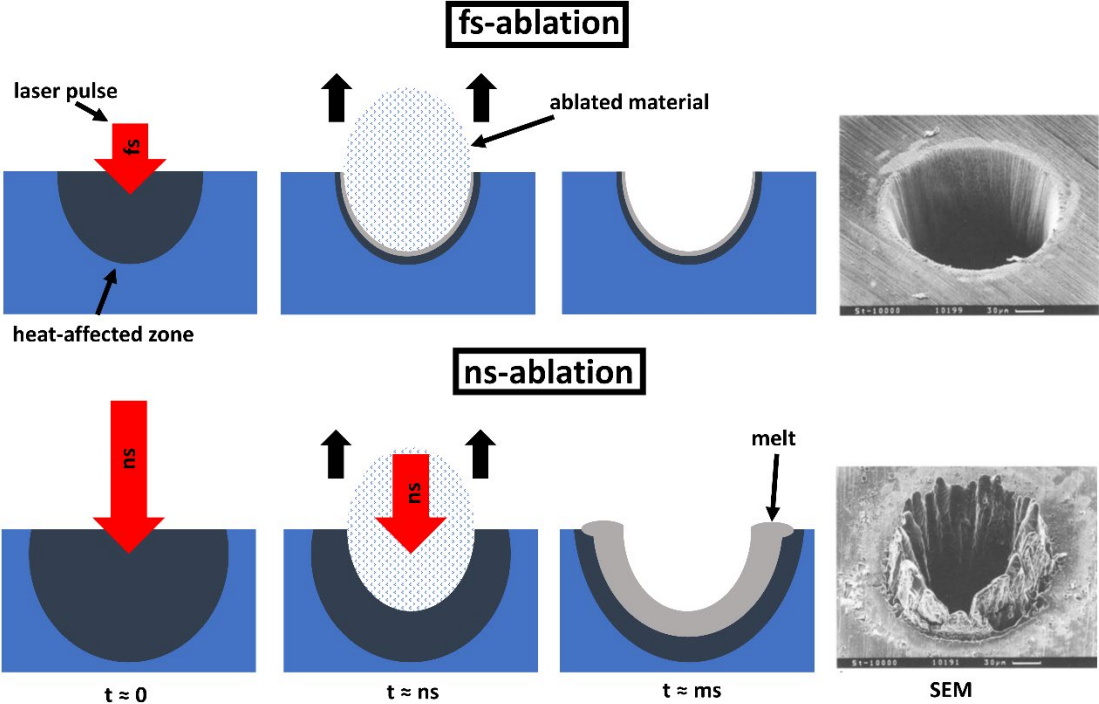 fs-ablation
laser pulse
ablated material
fs
heat-affected zone
St-10000 10199 30µm
ns-ablation
melt
ns
ns
St-10000 10191 30µm
t ≈ 0
t ≈ ns
t ≈ ms
SEM